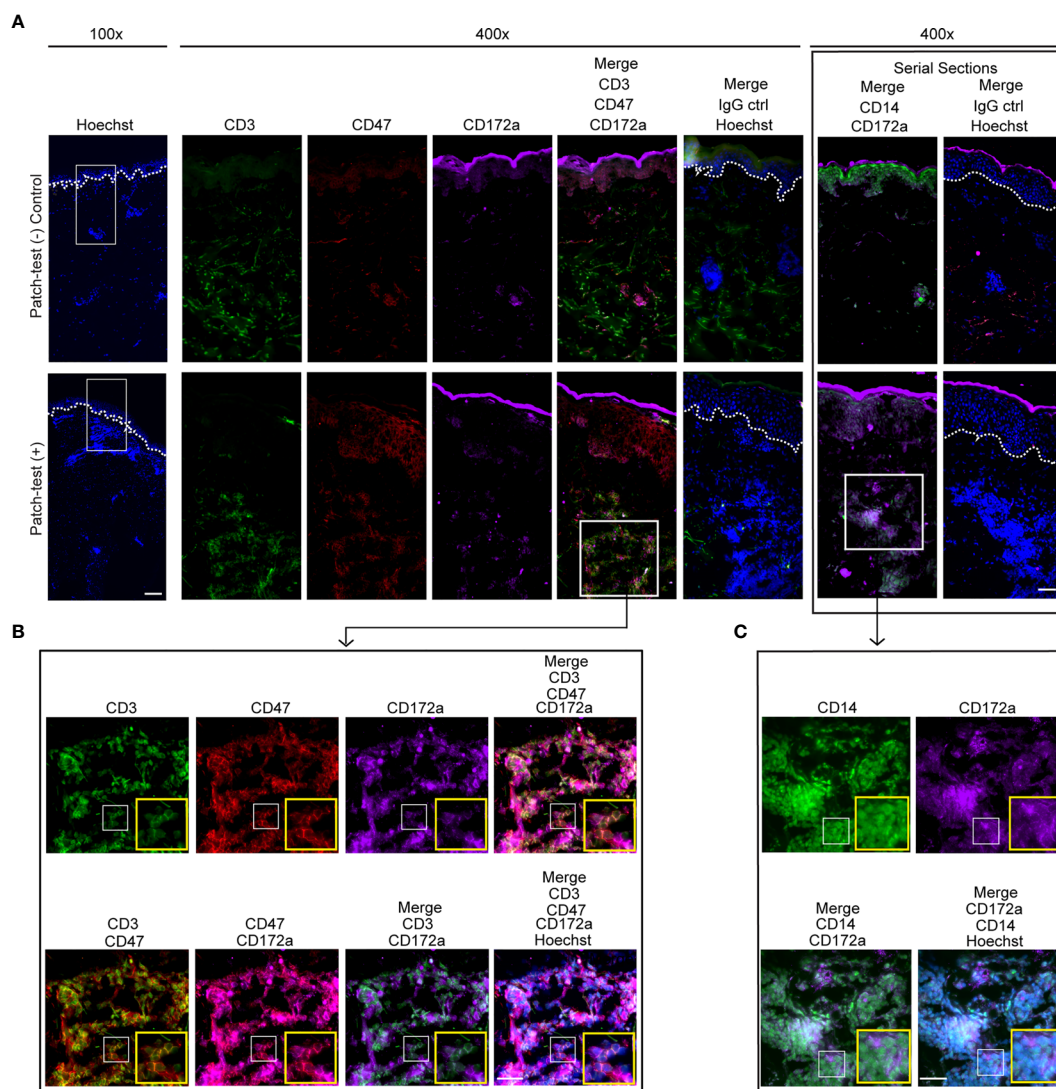 A
100x
400x
400x
Serial Sections
Hoechst
CD3
CD47
CD172a
Merge
CD3
CD47
CD172a
Merge
IgG ctrl
Hoechst
Merge
CD14
CD172a
Merge
IgG ctrl
Hoechst
Patch-test (-) Control
Patch-test (+)
B
CD3
CD47
CD172a
Merge
CD3
CD47
CD172a
CD3
CD47
CD47
CD172a
Merge
CD3
CD172a
Merge
CD3
CD47
CD172a
Hoechst
C
CD14
CD172a
Merge
CD14
CD172a
Merge
CD172a
CD14
Hoechst